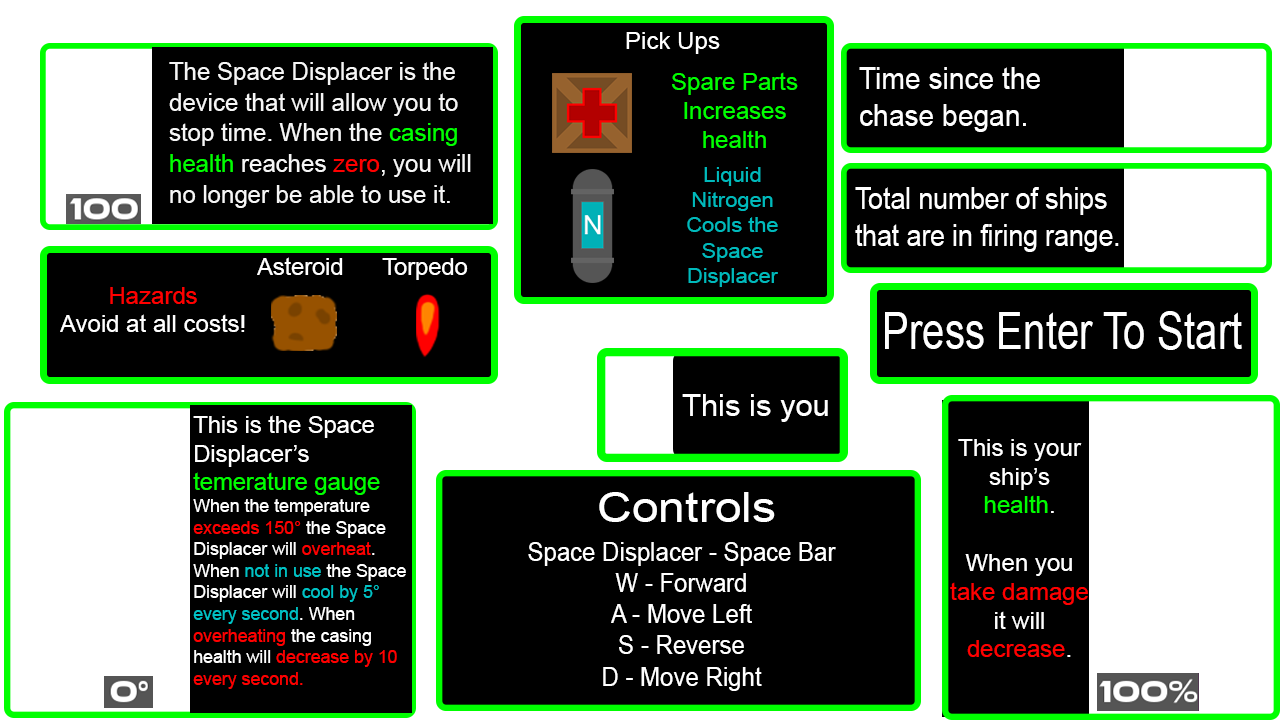 The Space Displacer is the
device that will allow you to
stop time. When the casing
health reaches zero, you will
no longer be able to use it.
100
Pick Ups
Spare Parts
Increases
health
N
Liquid
Nitrogen
Cools the
Space
Displacer
Time since the
chase began.
Total number of ships
that are in firing range.
Hazards
Avoid at all costs!
Asteroid
Torpedo
Press Enter To Start
This is you
This is the Space
Displacer’s
temerature gauge
When the temperature
exceeds 150° the Space
Displacer will overheat.
When not in use the Space
Displacer will cool by 5°
every second. When
overheating the casing
health will decrease by 10
every second.
0°
Controls
Space Displacer - Space Bar
W - Forward
A - Move Left
S - Reverse
D - Move Right
This is your
ship’s
health.
When you
take damage
it will
decrease.
100%